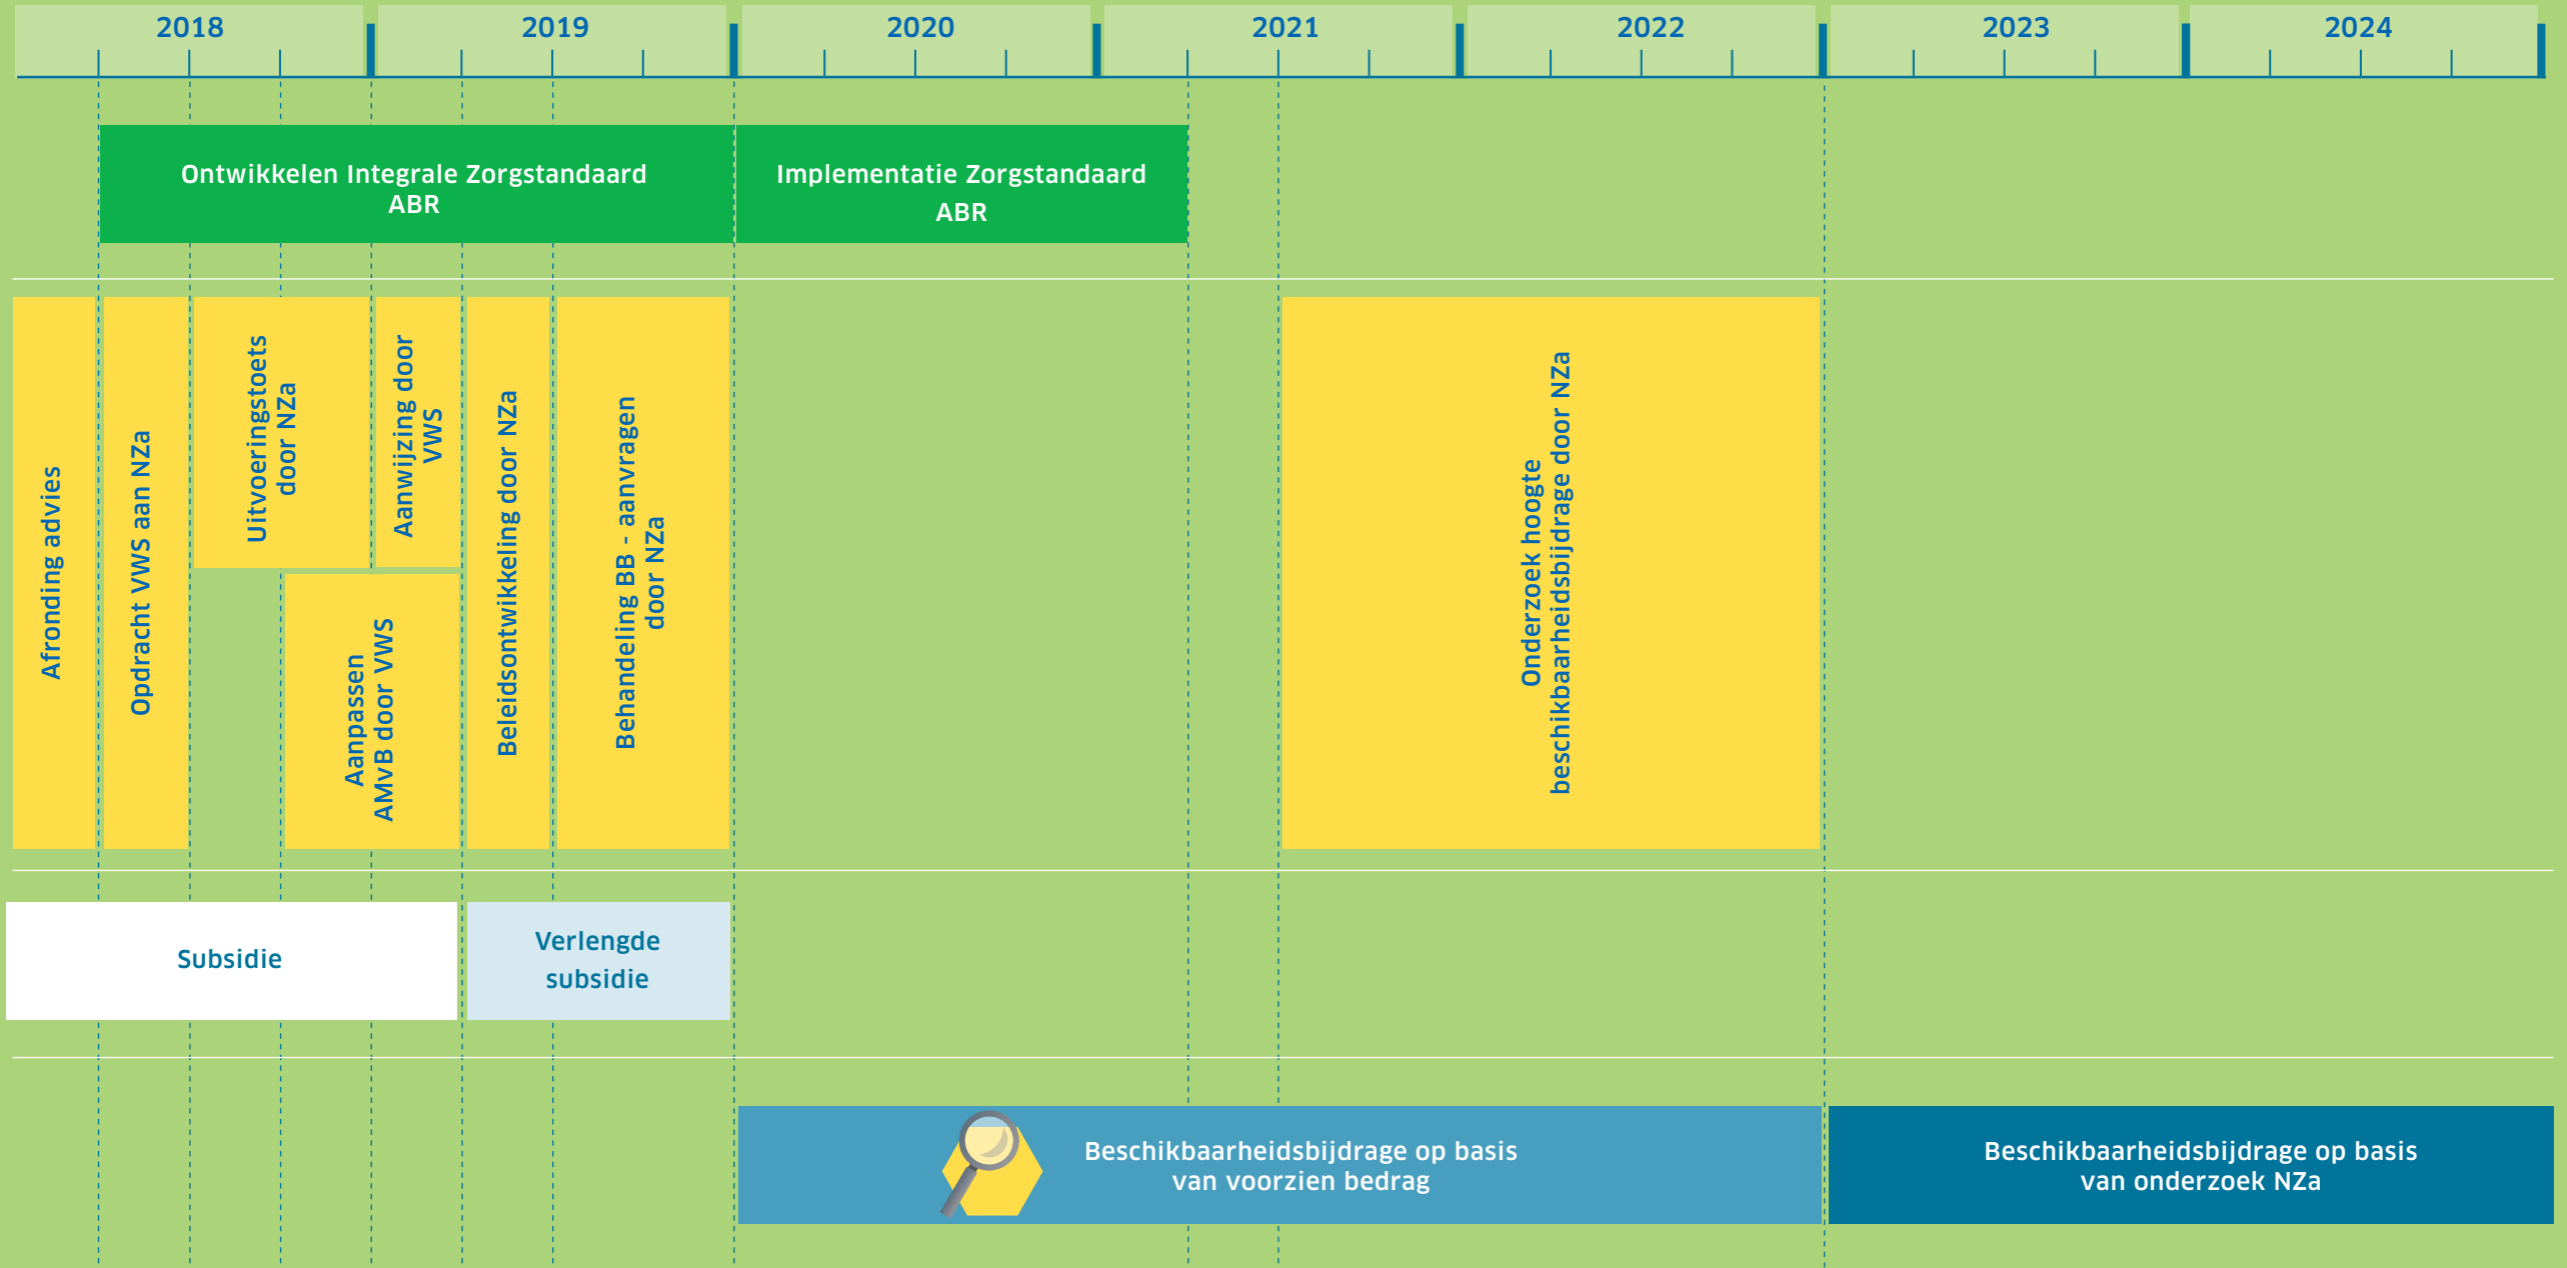 2018
2019
2020
2021
2022
2023
2024
Ontwikkelen Integrale Zorgstandaard
ABR
Implementatie Zorgstandaard
ABR
Afronding advies
Opdracht VWS aan NZa
Uitvoeringstoets
door NZa
Aanpassen
AMvB door VWS
Aanwijzing door
VWS
Beleidsontwikkeling door NZa
Behandeling BB - aanvragen
door NZa
Onderzoek hoogte
beschikbaarheidsbijdrage door NZa
Subsidie
Verlengde
subsidie
Beschikbaarheidsbijdrage op basis
van voorzien bedrag
Beschikbaarheidsbijdrage op basis
van onderzoek NZa